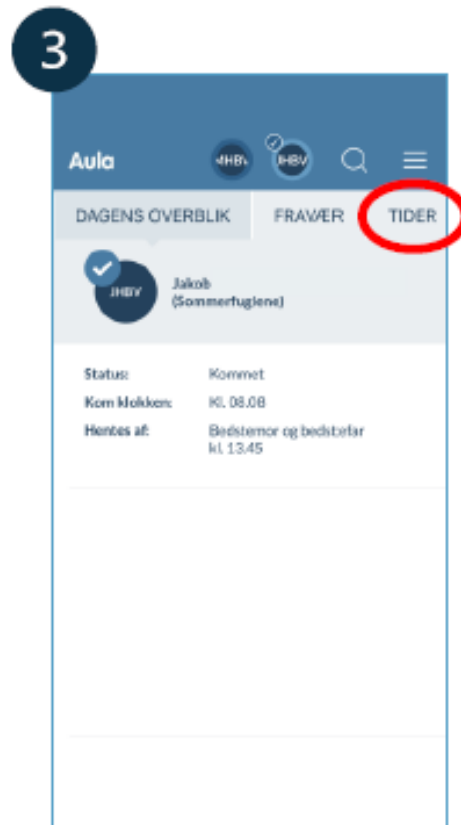 3
Aula
JHBV
DAGENS OVERBLIK FRAVÆR TIDER
JHBV
Jakob
(Sommerfuglene)
Status: Kommet
Kom klokken: Kl. 08.08
Hentes af: Bedstemor og bedstefar
kl. 13.45